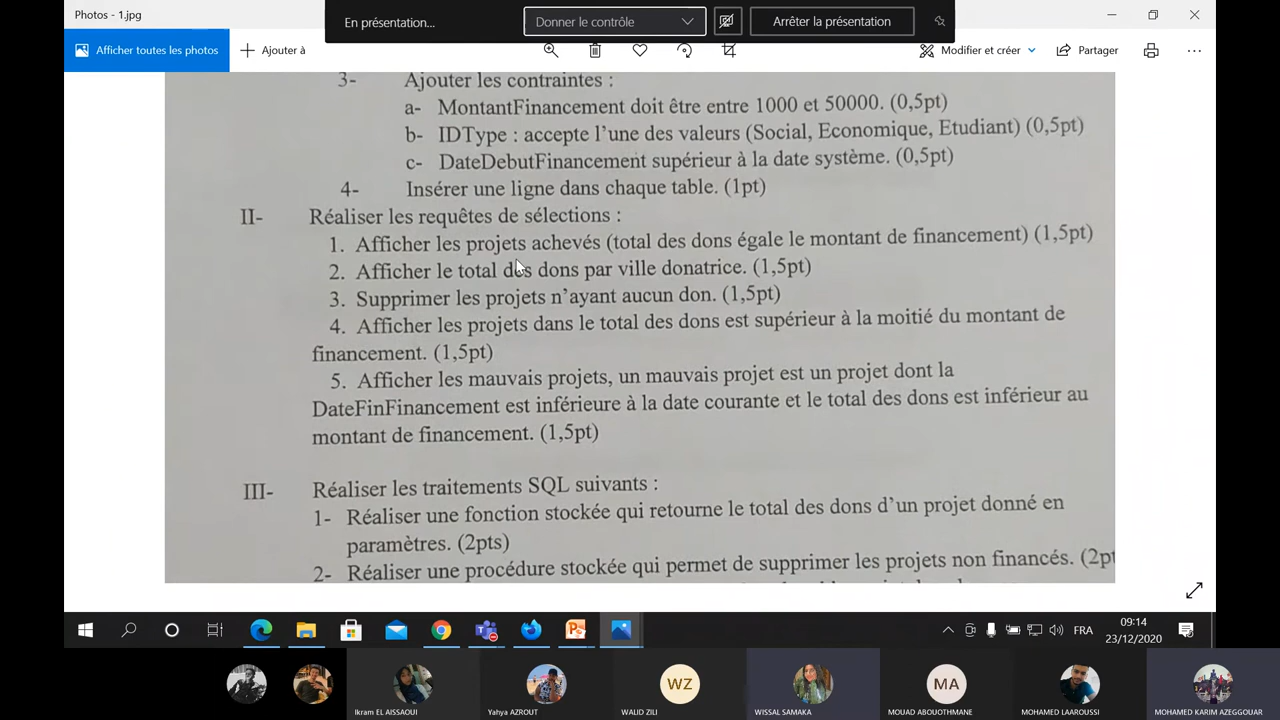 Photos - 1.jpg
En présentation...
Donner le contrôle
Arrêter la présentation
Afficher toutes les photos
Ajouter à
Modifier et créer
Partager
3- Ajouter les contraintes :
a- MontantFinancement doit être entre 1000 et 50000. (0,5pt)
b- IDType : accepte l'une des valeurs (Social, Economique, Etudiant) (0,5pt)
c- DateDebutFinancement supérieur à la date système. (0,5pt)
4- Insérer une ligne dans chaque table. (1pt)
II- Réaliser les requêtes de sélections :
1. Afficher les projets achevés (total des dons égale le montant de financement) (1,5pt)
2. Afficher le total des dons par ville donatrice. (1,5pt)
3. Supprimer les projets n'ayant aucun don. (1,5pt)
4. Afficher les projets dans le total des dons est supérieur à la moitié du montant de
financement. (1,5pt)
5. Afficher les mauvais projets, un mauvais projet est un projet dont la
DateFinFinancement est inférieure à la date courante et le total des dons est inférieur au
montant de financement. (1,5pt)
III- Réaliser les traitements SQL suivants :
1- Réaliser une fonction stockée qui retourne le total des dons d'un projet donné en
paramètres. (2pts)
2- Réaliser une procédure stockée qui permet de supprimer les projets non financés. (2pt
FRA
09:14
23/12/2020
WZ
MA
Ikram EL AISSAOUI
Yahya AZROUT
WALID ZILI
WISSAL SAMAKA
MOUAD ABOUOTHMANE
MOHAMED LAAROUSSI
MOHAMED KARIM AZEGGOUAR